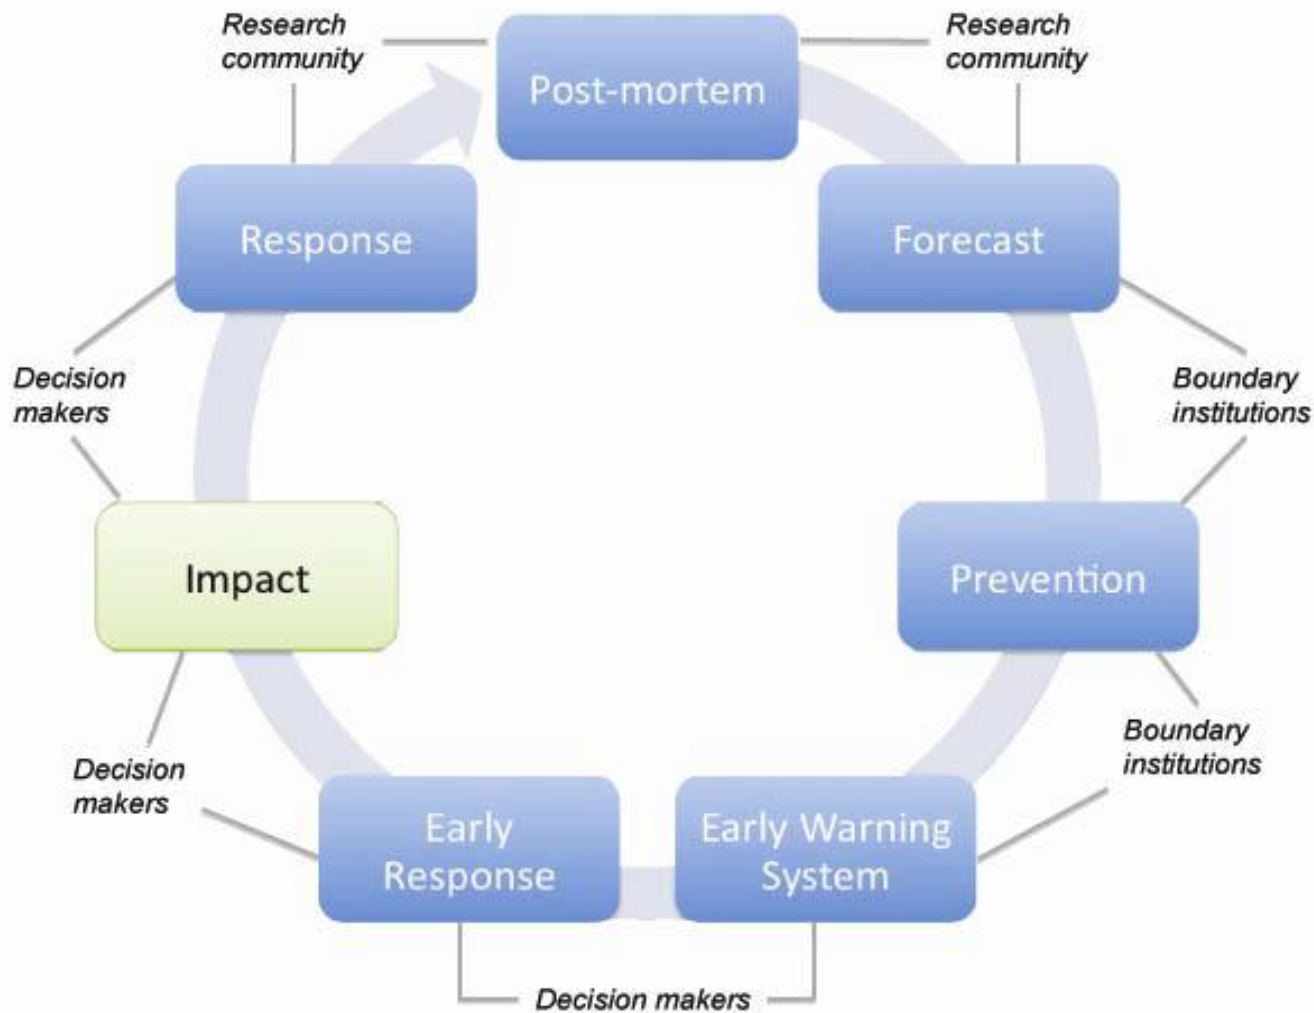 Research
community
Post-mortem
Research
community
Response
Forecast
Decision
makers
Boundary
institutions
Impact
Prevention
Decision
makers
Boundary
institutions
Early
Response
Early Warning
System
Decision makers